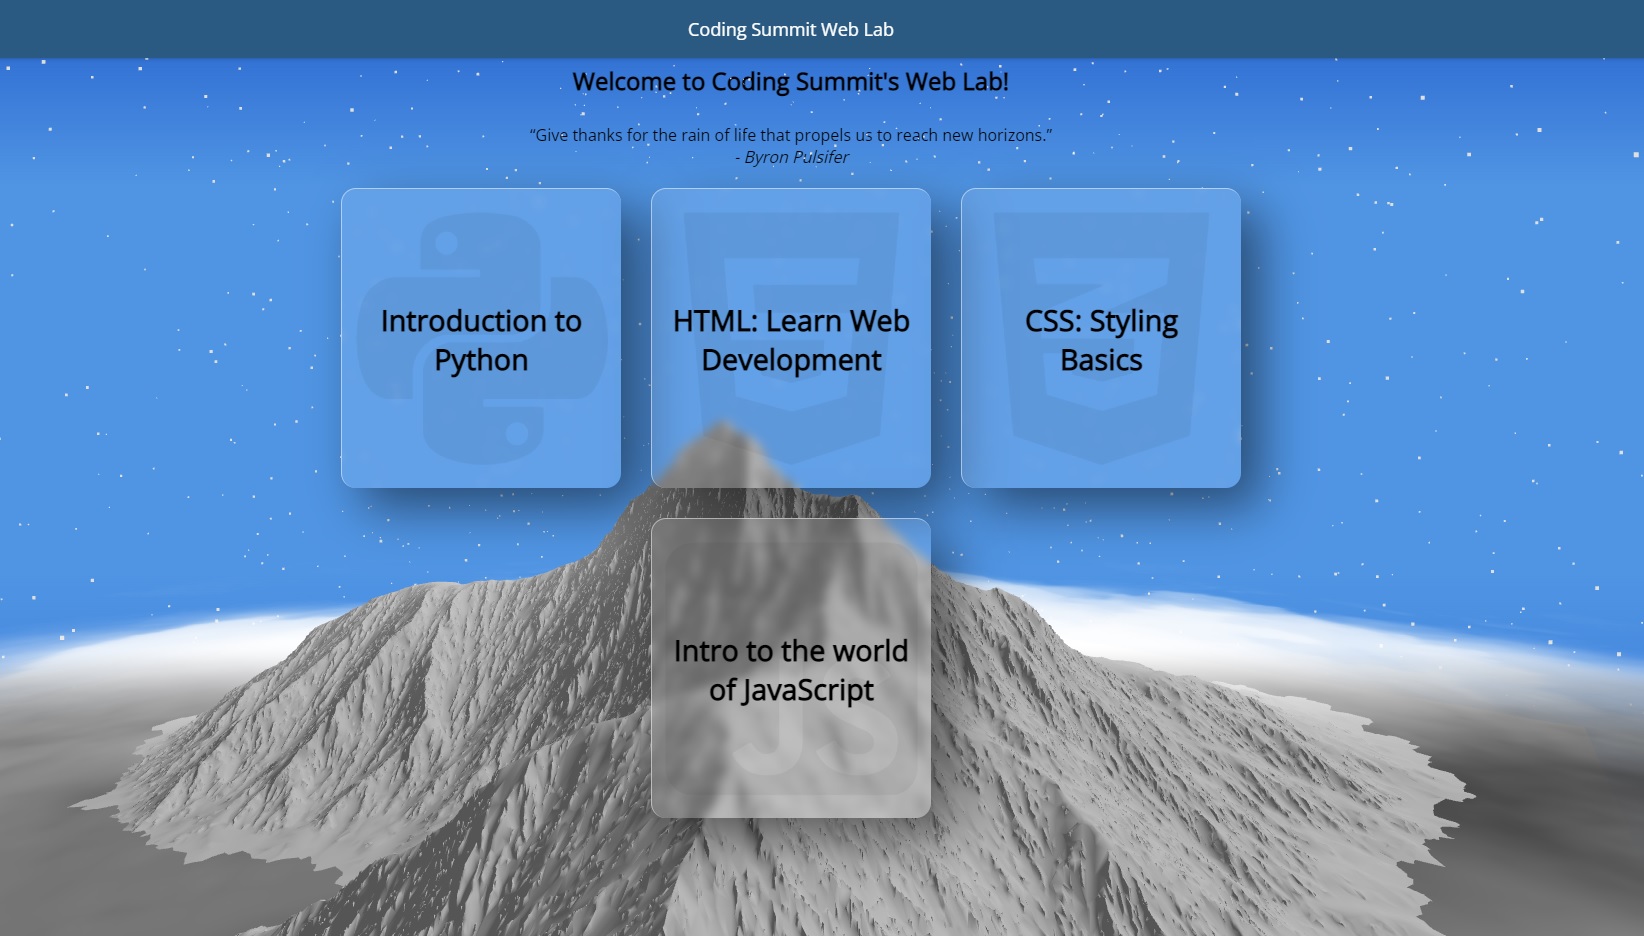 Coding Summit Web Lab
Welcome to Coding Summit's Web Lab!
“Give thanks for the rain of life that propels us to reach new horizons.”
- Byron Pulsifer
Introduction to
Python
HTML: Learn Web
Development
CSS: Styling
Basics
Intro to the world
of JavaScript
JS